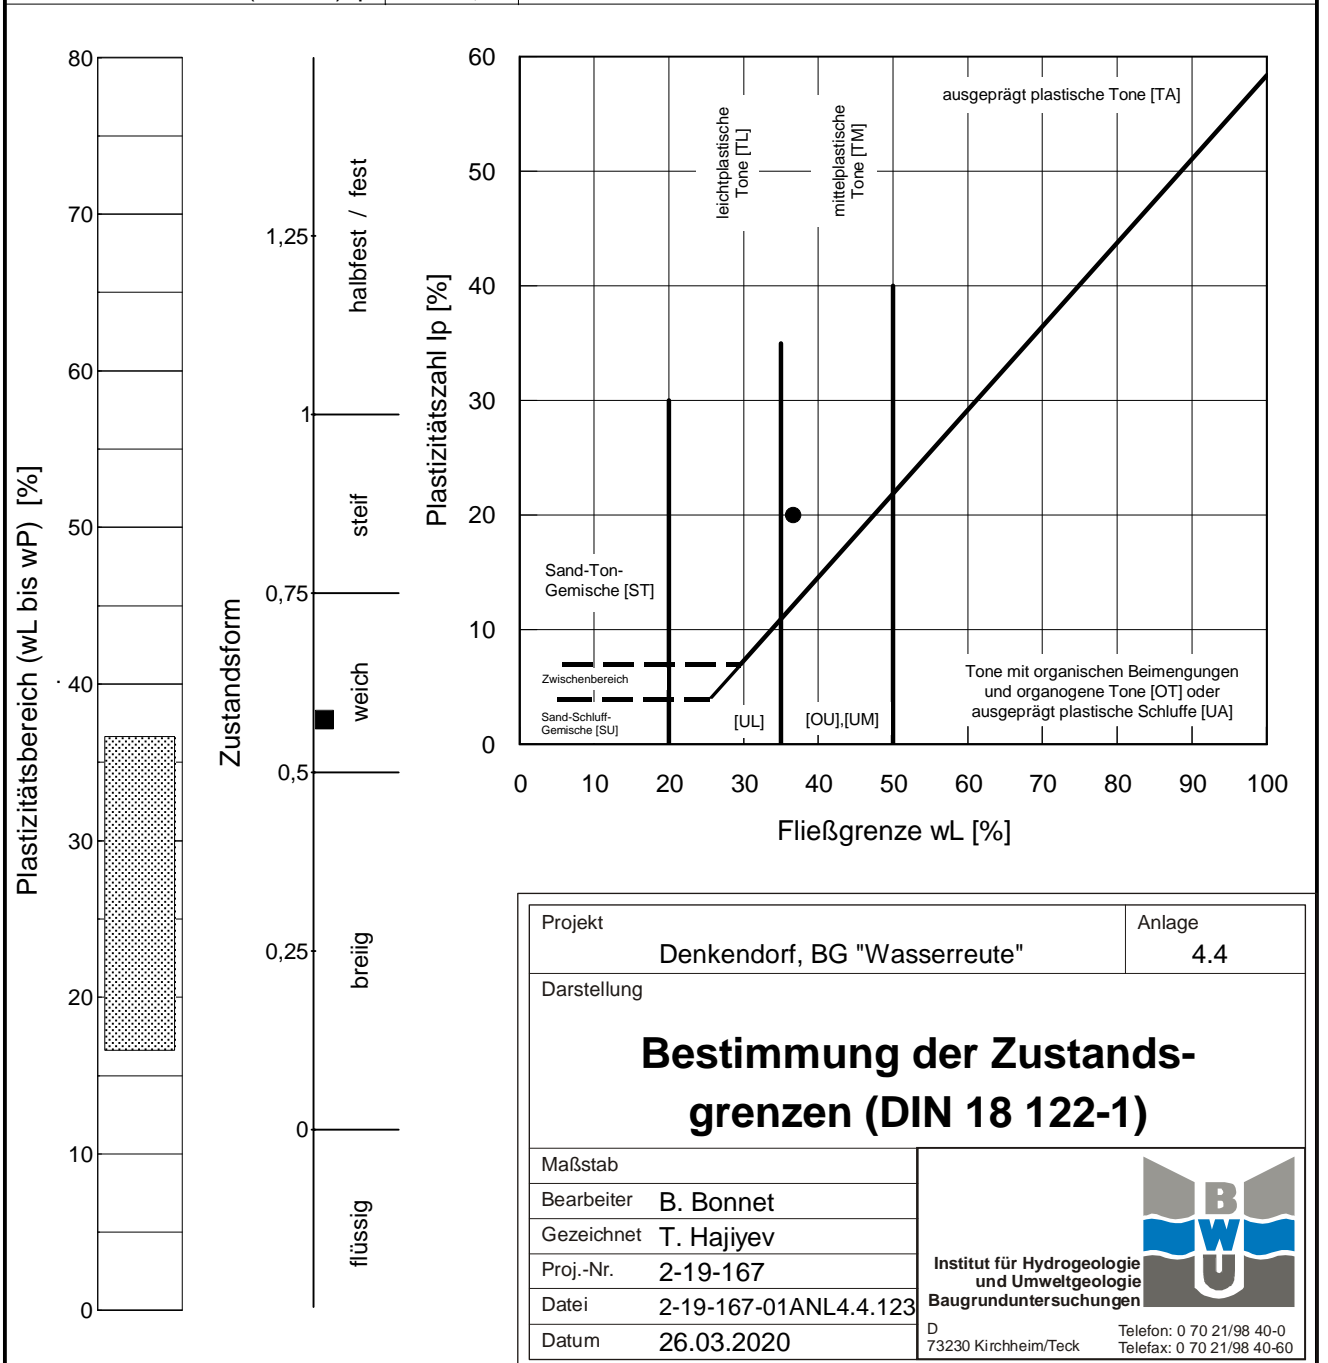 Plastizitätsbereich (wL bis wP) [%]
80
70
60
50
40
30
20
10
0
Zustandsform
1,25
1
0,75
0,5
0,25
0
halbfest / fest
steif
weich
breiig
flüssig
Plastizitätszahl Ip [%]
60
50
40
30
20
10
0
leichtplastische
Tone [TL]
mittelplastische
Tone [TM]
ausgeprägt plastische Tone [TA]
Sand-Ton-
Gemische [ST]
Zwischenbereich
Sand-Schluff-
Gemische [SU]
[UL]
[OU],[UM]
Tone mit organischen Beimengungen
und organogene Tone [OT] oder
ausgeprägt plastische Schluffe [UA]
0 10 20 30 40 50 60 70 80 90 100
Fließgrenze wL [%]
Projekt
Denkendorf, BG "Wasserreute"
Anlage
4.4
Darstellung
Bestimmung der Zustands-
grenzen (DIN 18 122-1)
Maßstab
Bearbeiter B. Bonnet
Gezeichnet T. Hajiyev
Proj.-Nr. 2-19-167
Datei 2-19-167-01ANL4.4.123
Datum 26.03.2020
B
W
U
Institut für Hydrogeologie
und Umweltgeologie
Baugrunduntersuchungen
D
73230 Kirchheim/Teck
Telefon: 0 70 21/98 40-0
Telefax: 0 70 21/98 40-60